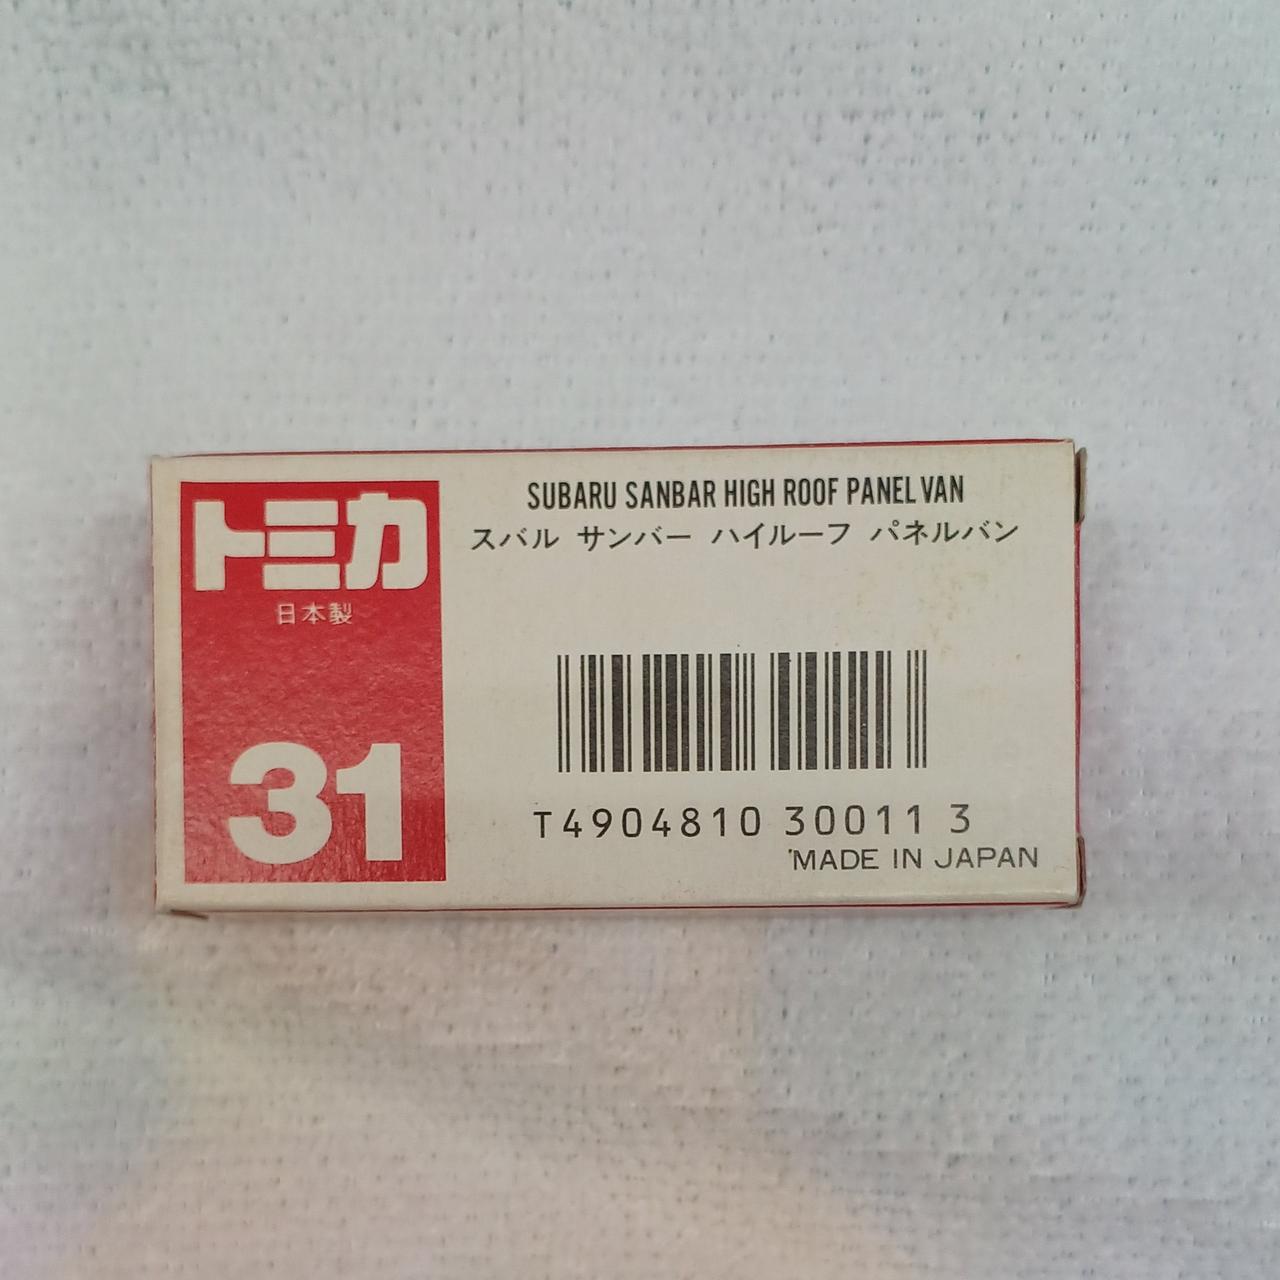 トミカ
日本製
31
SUBARU SANBAR HIGH ROOF PANEL VAN
スバル サンバー ハイルーフ パネルバン
T4904810 30011 3
MADE IN JAPAN